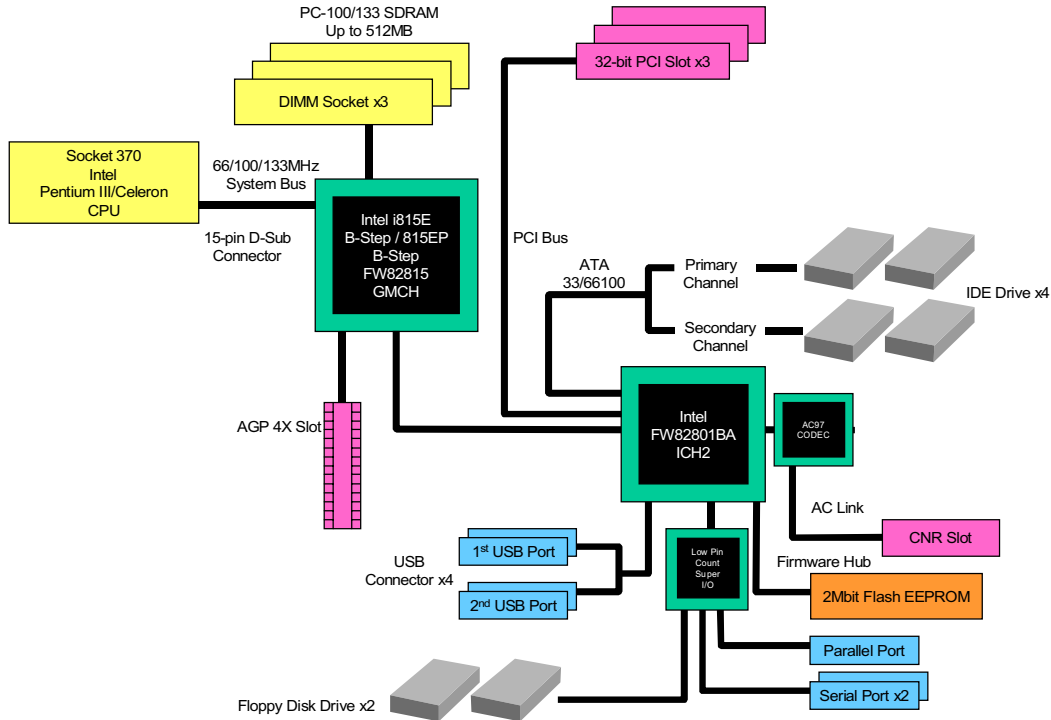 PC-100/133 SDRAM
Up to 512MB
DIMM Socket x3
32-bit PCI Slot x3
Socket 370
Intel
Pentium III/Celeron
CPU
66/100/133MHz
System Bus
15-pin D-Sub
Connector
Intel i815E
B-Step / 815EP
B-Step
FW82815
GMCH
PCI Bus
ATA
33/66100
Primary
Channel
Secondary
Channel
IDE Drive x4
AGP 4X Slot
Intel
FW82801BA
ICH2
AC97
CODEC
AC Link
CNR Slot
USB
Connector x4
1st USB Port
2nd USB Port
Low Pin
Count
Super
I/O
Firmware Hub
2Mbit Flash EEPROM
Parallel Port
Serial Port x2
Floppy Disk Drive x2